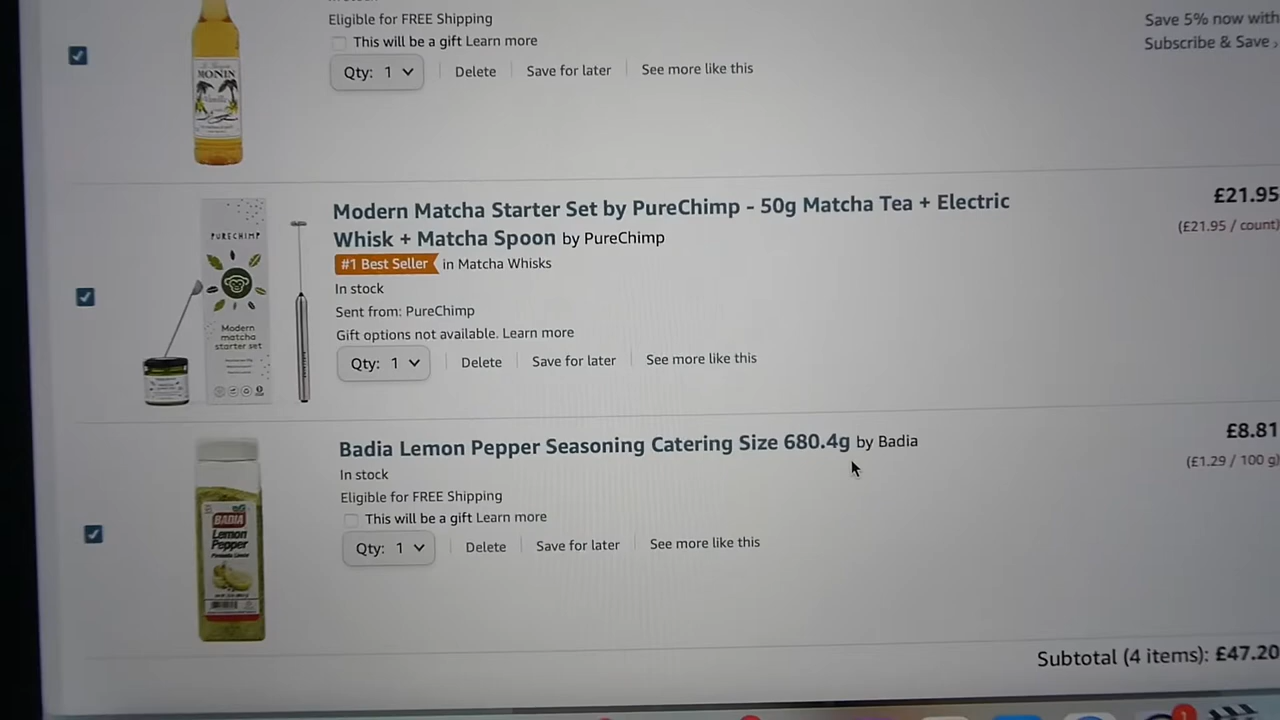 Eligible for FREE Shipping
Save 5% now with
This will be a gift Learn more
Subscribe & Save ›
MONIN
Qty: 1
Delete
Save for later
See more like this
Modern Matcha Starter Set by PureChimp - 50g Matcha Tea + Electric
£21.95
Whisk + Matcha Spoon by PureChimp
(£21.95 / count)
#1 Best Seller in Matcha Whisks
In stock
Sent from: PureChimp
Gift options not available. Learn more
Qty: 1
Delete
Save for later
See more like this
PURECHIMP
Modern
matcha
starter set
Badia Lemon Pepper Seasoning Catering Size 680.4g by Badia
£8.81
In stock
(£1.29 / 100 g)
Eligible for FREE Shipping
This will be a gift Learn more
Qty: 1
Delete
Save for later
See more like this
BADIA
Lemon
Pepper
Subtotal (4 items): £47.20
1